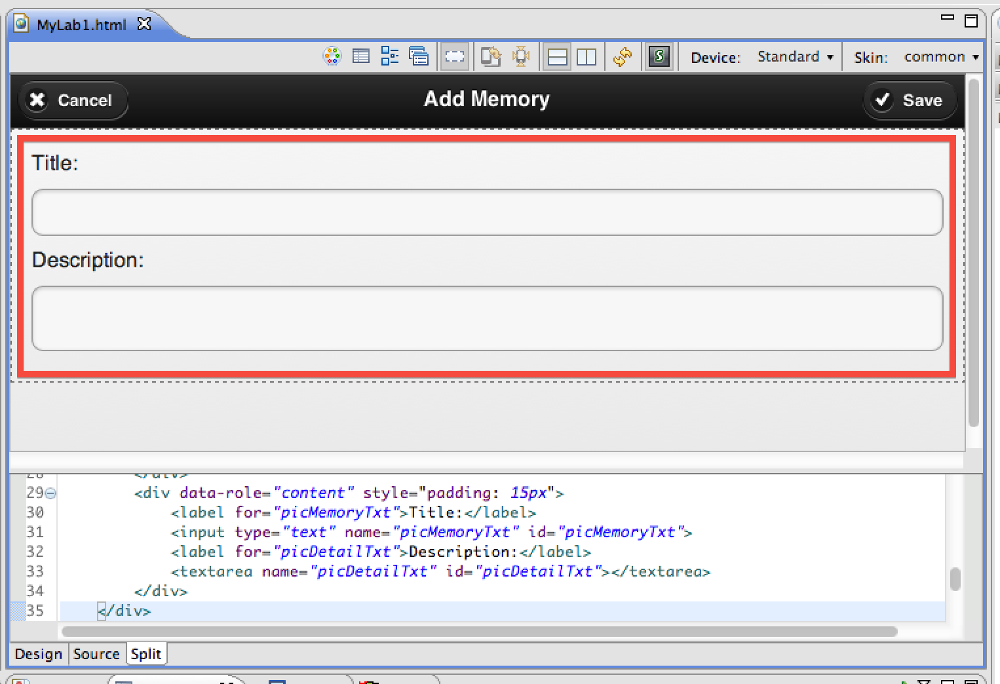 MyLab1.html
Device: Standard Skin: common
Cancel Add Memory Save
Title:
Description:
28 </div>
29 <div data-role="content" style="padding: 15px">
30 <label for="picMemoryTxt">Title:</label>
31 <input type="text" name="picMemoryTxt" id="picMemoryTxt">
32 <label for="picDetailTxt">Description:</label>
33 <textarea name="picDetailTxt" id="picDetailTxt"></textarea>
34 </div>
35 </div>
Design Source Split